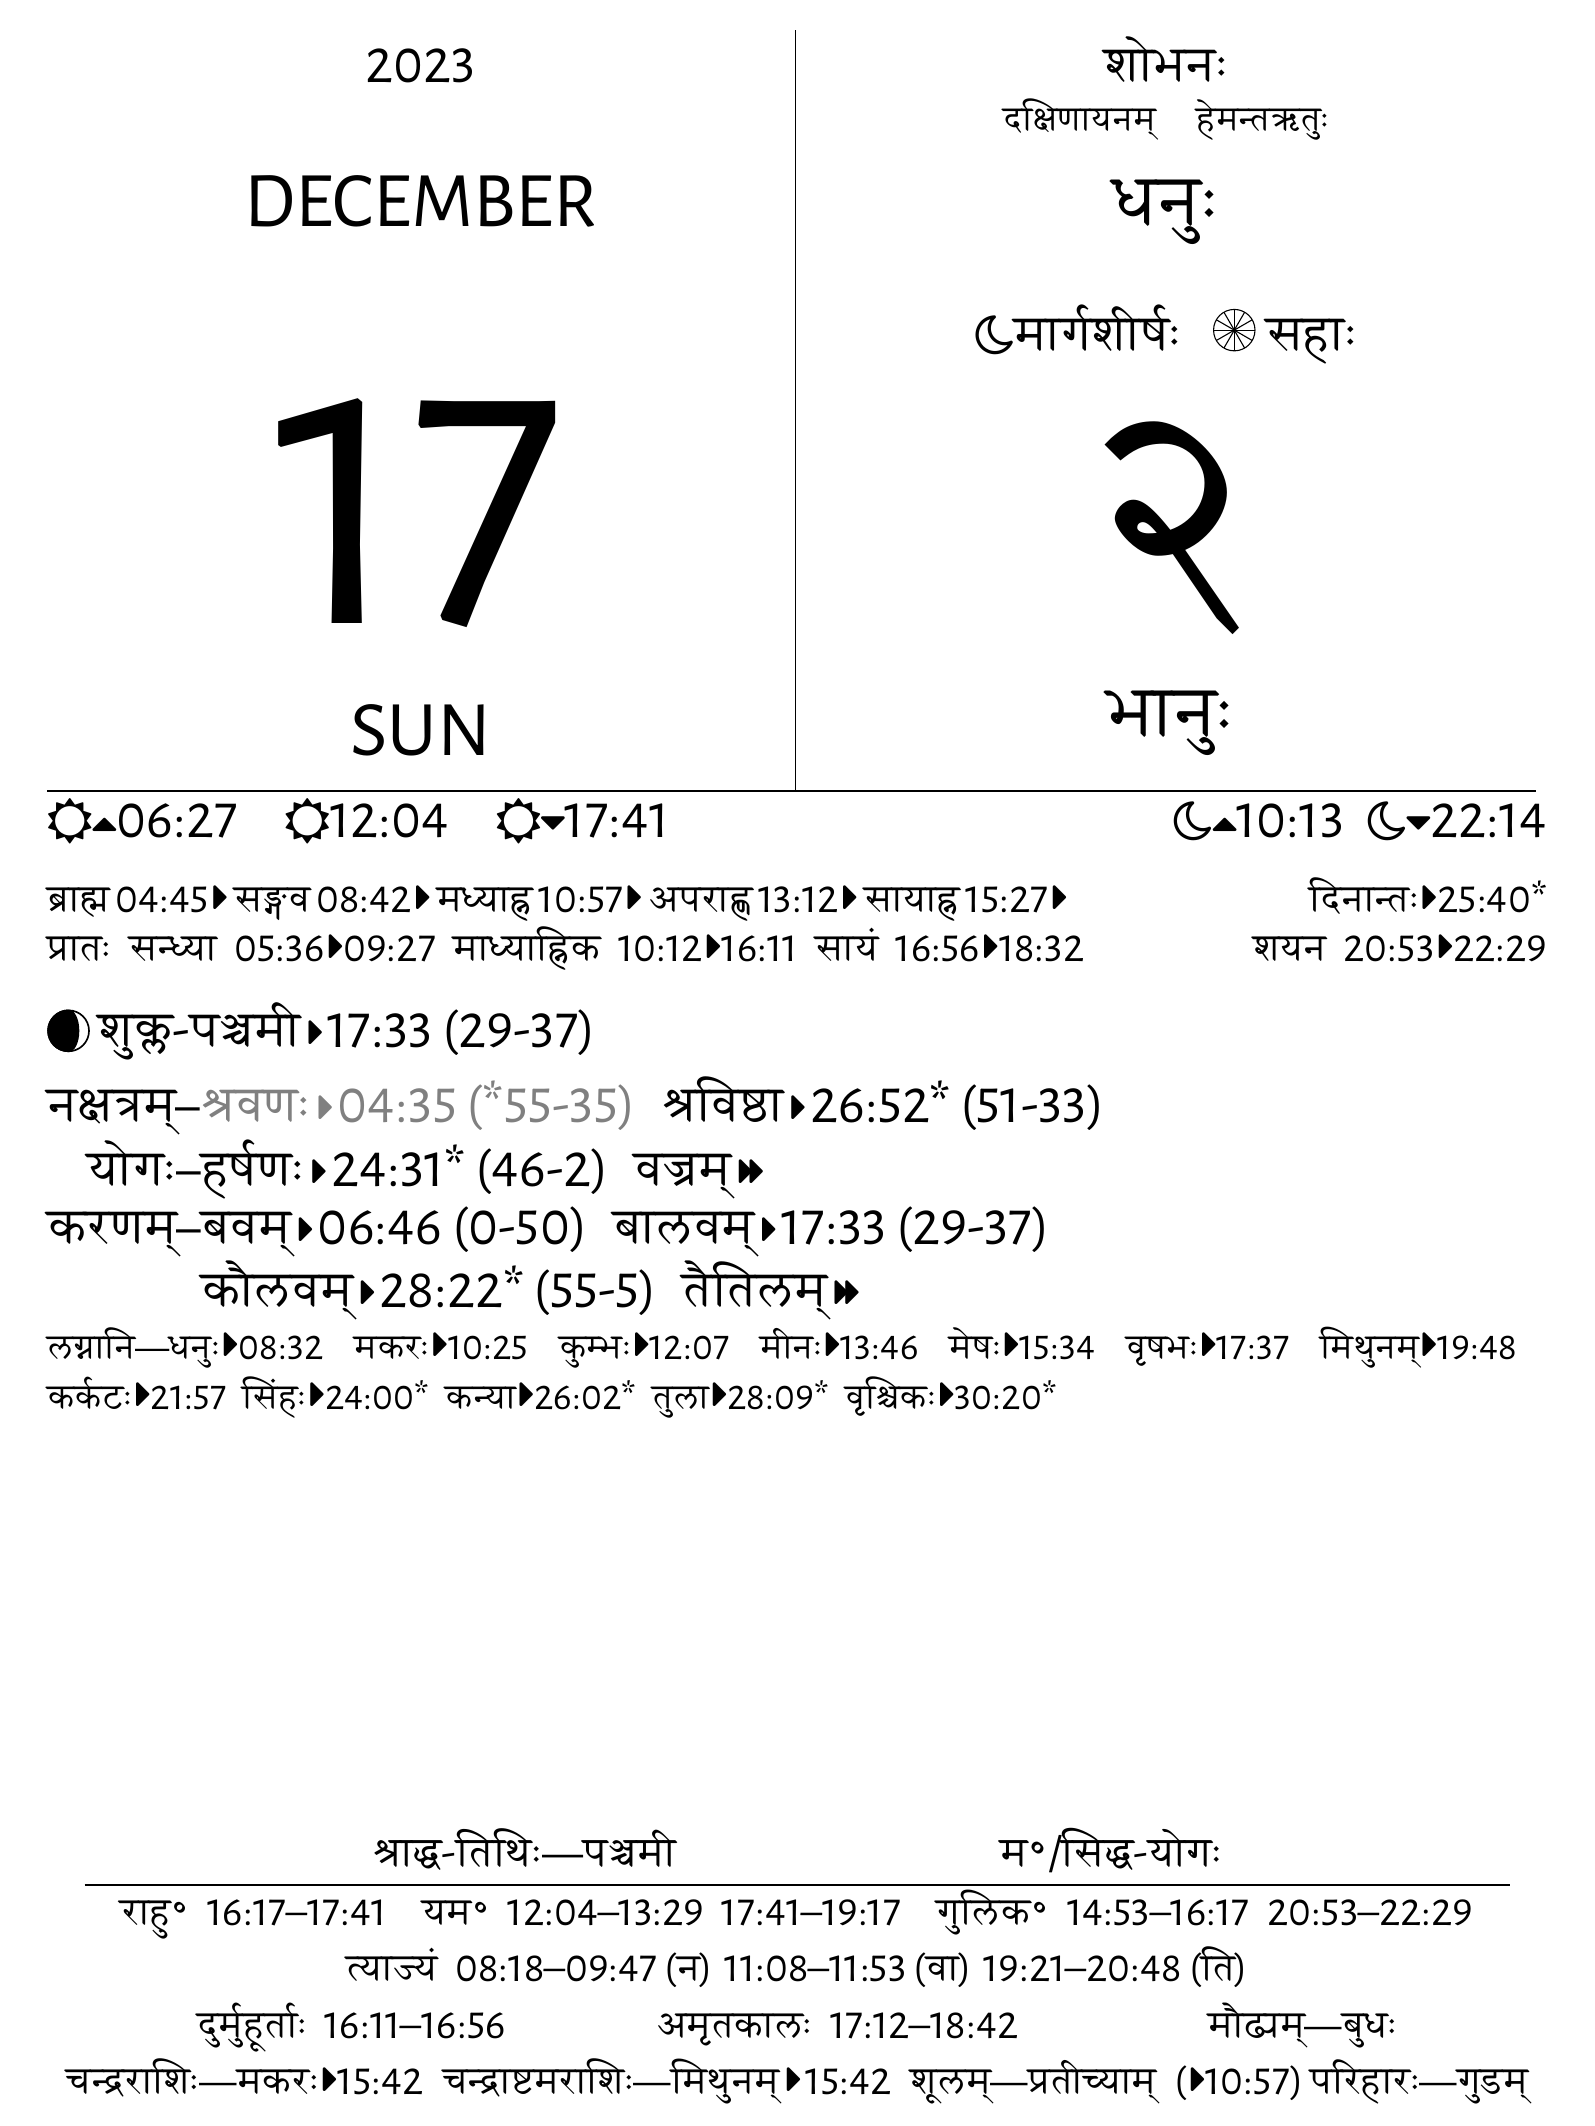 2023
DECEMBER
17
SUN
शोभनः
दक्षिणायनम् हेमन्तऋतुः
धनुः
मार्गशीर्षः सहाः
२
भानुः
06:27 12:04 17:41 10:13 22:14
ब्राह्म 04:45 सङ्गव 08:42 मध्याह्न 10:57 अपराह्ण 13:12 सायाह्न 15:27 दिनान्तः 25:40*
प्रातः सन्ध्या 05:36 09:27 माध्याह्निक 10:12 16:11 सायं 16:56 18:32 शयन 20:53 22:29
शुक्ल-पञ्चमी 17:33 (29-37)
नक्षत्रम्–श्रवणः 04:35 (*55-35) श्रविष्ठा 26:52* (51-33)
योगः–हर्षणः 24:31* (46-2) वज्रम्
करणम्–बवम् 06:46 (0-50) बालवम् 17:33 (29-37)
कौलवम् 28:22* (55-5) तैतिलम्
लग्नानि—धनुः 08:32 मकरः 10:25 कुम्भः 12:07 मीनः 13:46 मेषः 15:34 वृषभः 17:37 मिथुनम् 19:48
कर्कटः 21:57 सिंहः 24:00* कन्या 26:02* तुला 28:09* वृश्चिकः 30:20*
श्राद्ध-तिथिः—पञ्चमी म॰/सिद्ध-योगः
राहु॰ 16:17–17:41 यम॰ 12:04–13:29 17:41–19:17 गुलिक॰ 14:53–16:17 20:53–22:29
त्याज्यं 08:18–09:47 (न) 11:08–11:53 (वा) 19:21–20:48 (ति)
दुर्मुहूर्ताः 16:11–16:56 अमृतकालः 17:12–18:42 मौढ्यम्—बुधः
चन्द्रराशिः—मकरः 15:42 चन्द्राष्टमराशिः—मिथुनम् 15:42 शूलम्—प्रतीच्याम् ( 10:57) परिहारः—गुडम्